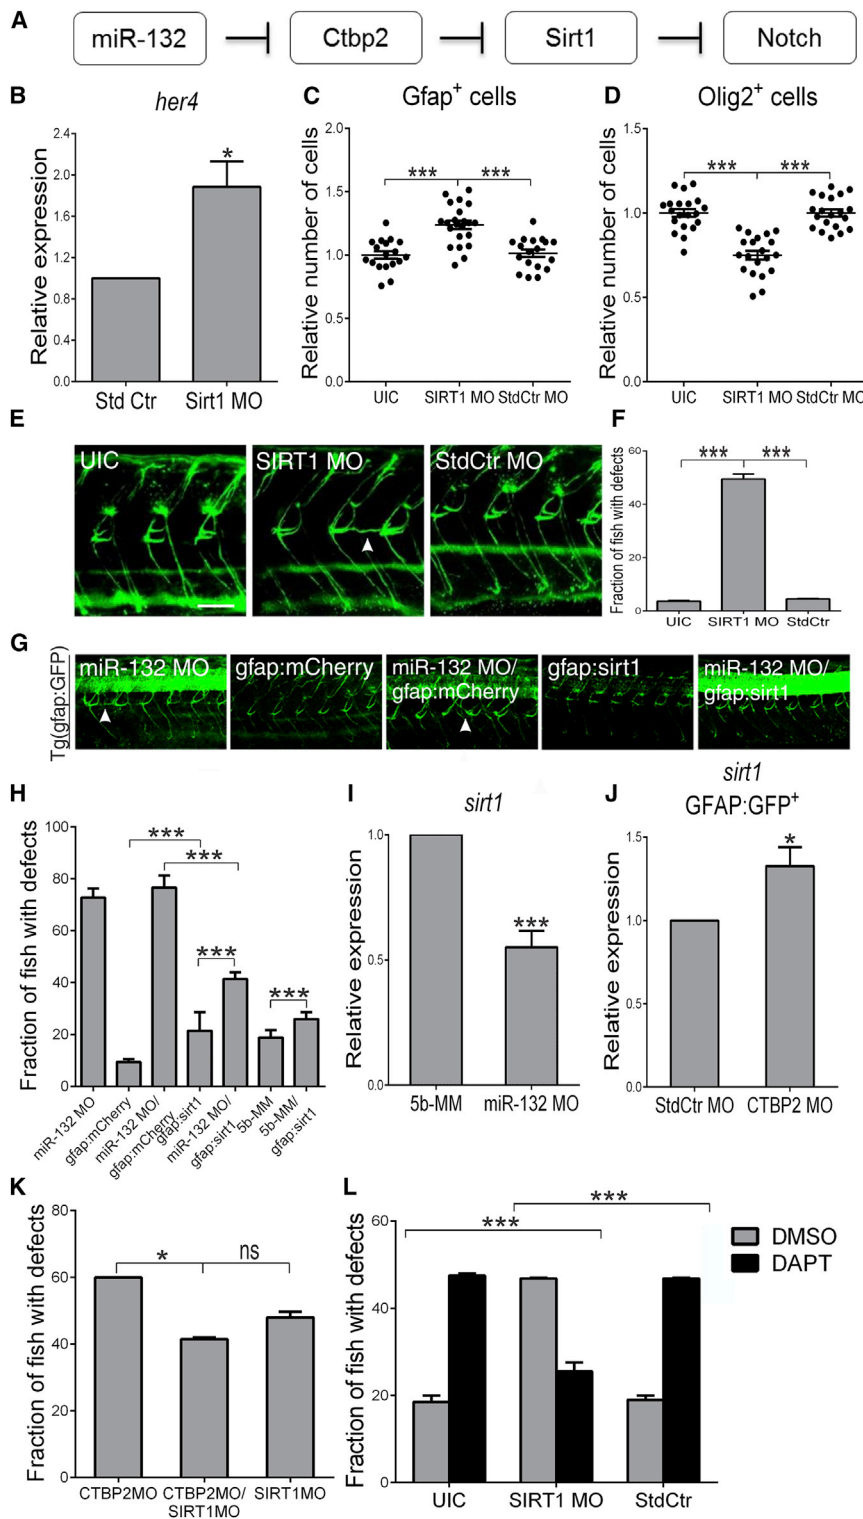 A
miR-132
Ctbp2
Sirt1
Notch
B
her4
Relative expression
2.4
2.0
1.6
1.2
0.8
0.4
0.0
*
Std Ctr
Sirt1 MO
C
Gfap+ cells
Relative number of cells
2.0
1.5
1.0
0.5
0.0
***
***
UIC
SIRT1 MO
StdCtr MO
D
Olig2+ cells
Relative number of cells
1.5
1.0
0.5
0.0
***
***
UIC
SIRT1 MO
StdCtr MO
E
UIC
SIRT1 MO
StdCtr MO
F
Fraction of fish with defects
60
40
20
0
***
***
UIC
SIRT1 MO
StdCtr
G
Tg(gfap:GFP)
miR-132 MO
gfap:mCherry
miR-132 MO/
gfap:mCherry
gfap:sirt1
miR-132 MO/
gfap:sirt1
H
Fraction of fish with defects
100
80
60
40
20
0
***
***
***
***
miR-132 MO
gfap:mCherry
miR-132 MO/
gfap:mCherry
gfap:sirt1
miR-132 MO/
gfap:sirt1
5b-MM
5b-MM/
gfap:sirt1
I
sirt1
Relative expression
1.0
0.5
0.0
***
5b-MM
miR-132 MO
J
sirt1
GFAP:GFP+
Relative expression
1.5
1.0
0.5
0.0
*
StdCtr MO
CTBP2 MO
K
Fraction of fish with defects
80
60
40
20
0
*
ns
CTBP2MO
CTBP2MO/
SIRT1MO
SIRT1MO
L
Fraction of fish with defects
60
40
20
0
***
***
DMSO
DAPT
UIC
SIRT1 MO
StdCtr